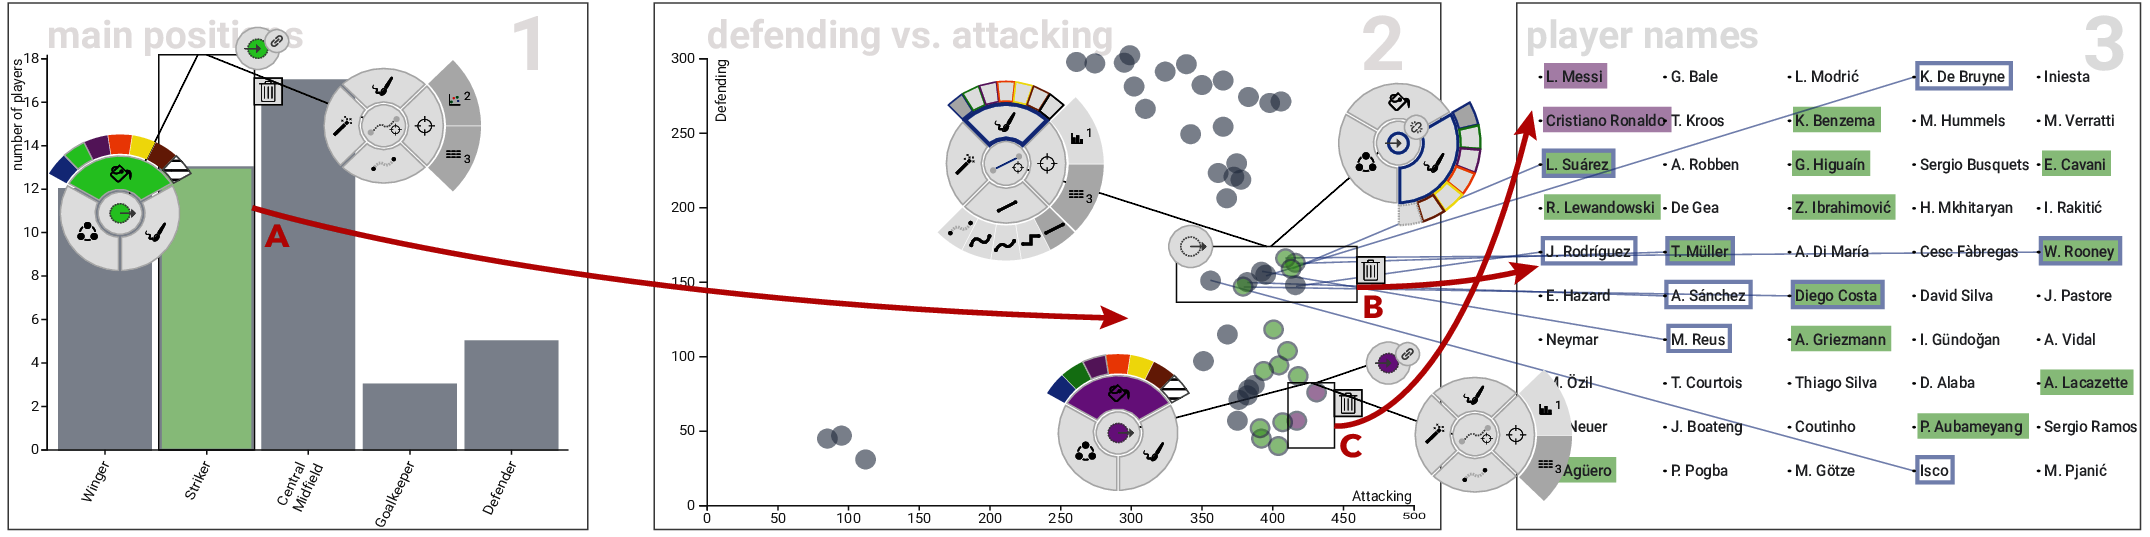 main positions
1
number of players
18
16
14
12
10
8
6
4
2
0
Winger
Striker
Central
Midfield
Goalkeeper
Defender
2
3
A
defending vs. attacking
2
Defending
300
250
200
150
100
50
0
0
50
100
150
200
250
300
350
400
450
500
Attacking
1
3
B
C
1
3
player names
3
L. Messi
G. Bale
L. Modrić
K. De Bruyne
Iniesta
Cristiano Ronaldo
T. Kroos
K. Benzema
M. Hummels
M. Verratti
L. Suárez
A. Robben
G. Higuaín
Sergio Busquets
E. Cavani
R. Lewandowski
De Gea
Z. Ibrahimović
H. Mkhitaryan
I. Rakitić
J. Rodríguez
T. Müller
A. Di María
Cesc Fàbregas
W. Rooney
E. Hazard
A. Sánchez
Diego Costa
David Silva
J. Pastore
Neymar
M. Reus
A. Griezmann
I. Gündoğan
A. Vidal
Özil
T. Courtois
Thiago Silva
D. Alaba
A. Lacazette
Neuer
J. Boateng
Coutinho
P. Aubameyang
Sergio Ramos
Agüero
P. Pogba
M. Götze
Isco
M. Pjanić